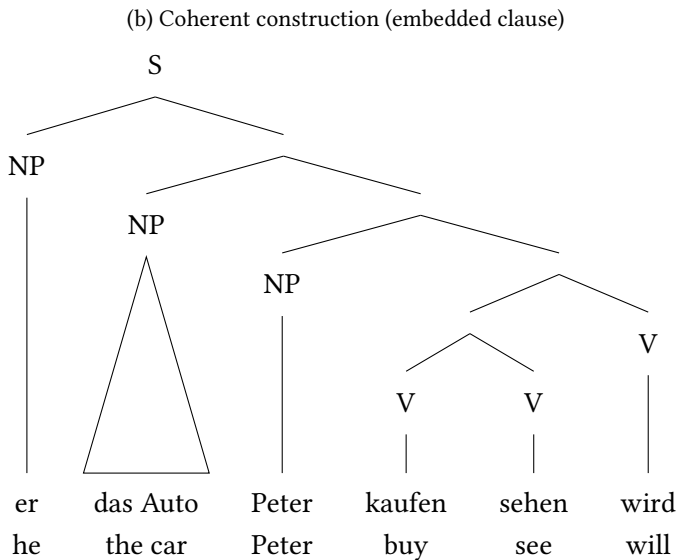 (b) Coherent construction (embedded clause)
S
NP
NP
NP
V
V V
er das Auto Peter kaufen sehen wird
he the car Peter buy see will